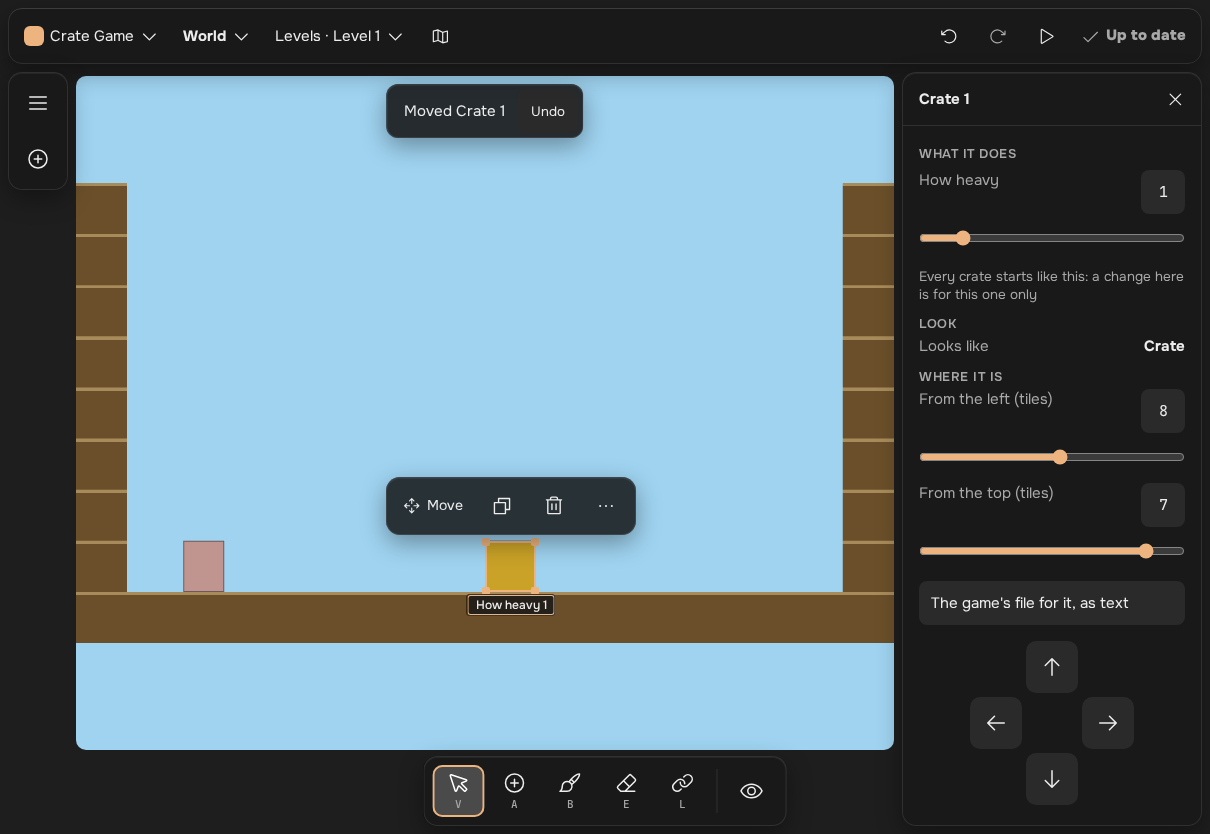 Crate Game
World
Levels · Level 1
Up to date
Moved Crate 1
Undo
Move
How heavy 1
V
A
B
E
L
Crate 1
WHAT IT DOES
How heavy
1
Every crate starts like this: a change here
is for this one only
LOOK
Looks like
Crate
WHERE IT IS
From the left (tiles)
8
From the top (tiles)
7
The game's file for it, as text